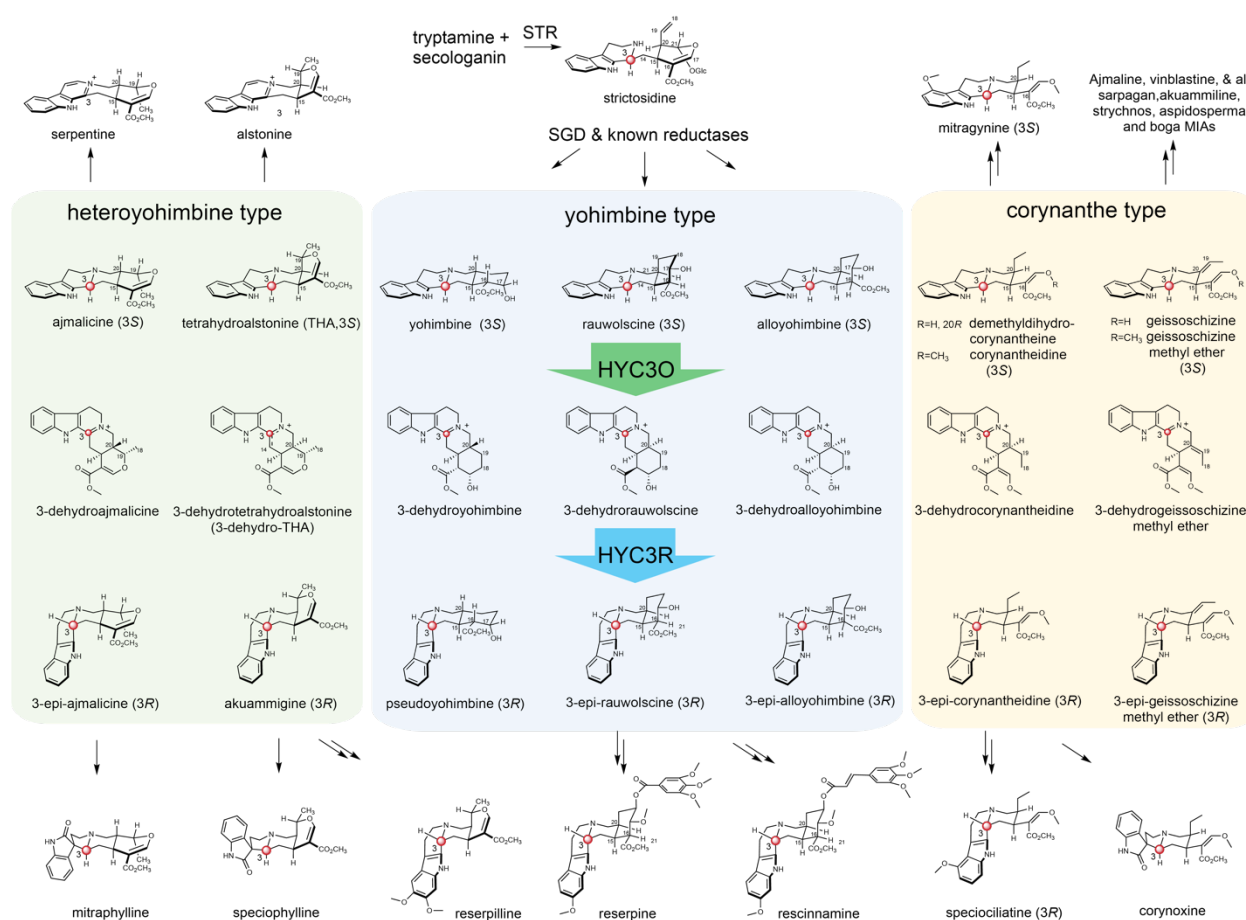 tryptamine +
secologanin
STR
strictosidine
serpentine
alstonine
SGD & known reductases
mitragynine (3S)
Ajmaline, vinblastine, & al
sarpagan,akuammiline,
strychnos, aspidosperma
and boga MIAs
heteroyohimbine type
yohimbine type
corynanthe type
ajmalicine (3S)
tetrahydroalstonine (THA,3S)
yohimbine (3S)
rauwolscine (3S)
alloyohimbine (3S)
R=H, 20R demethyldihydro-
corynantheine
R=CH₃ corynantheidine
(3S)
R=H geissoschizine
R=CH₃ geissoschizine
methyl ether
(3S)
HYC3O
3-dehydroajmalicine
3-dehydrotetrahydroalstonine
(3-dehydro-THA)
3-dehydroyohimbine
3-dehydrorauwolscine
3-dehydroalloyohimbine
3-dehydrocorynantheidine
3-dehydrogeissoschizine
methyl ether
HYC3R
3-epi-ajmalicine (3R)
akuammigine (3R)
pseudoyohimbine (3R)
3-epi-rauwolscine (3R)
3-epi-alloyohimbine (3R)
3-epi-corynantheidine (3R)
3-epi-geissoschizine
methyl ether (3R)
mitraphylline
speciophylline
reserpilline
reserpine
rescinnamine
speciociliatine (3R)
corynoxine